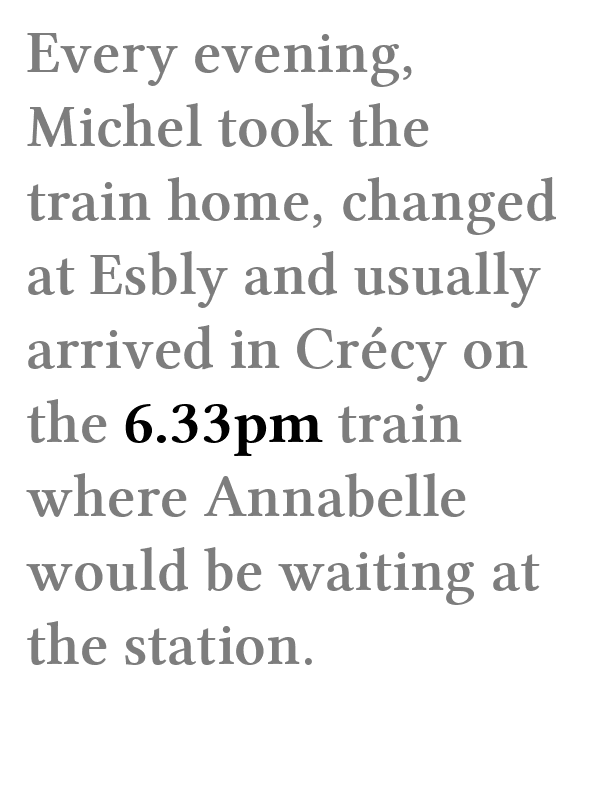 Every evening,
Michel took the
train home, changed
at Esbly and usually
arrived in Crécy on
the 6.33pm train
where Annabelle
would be waiting at
the station.